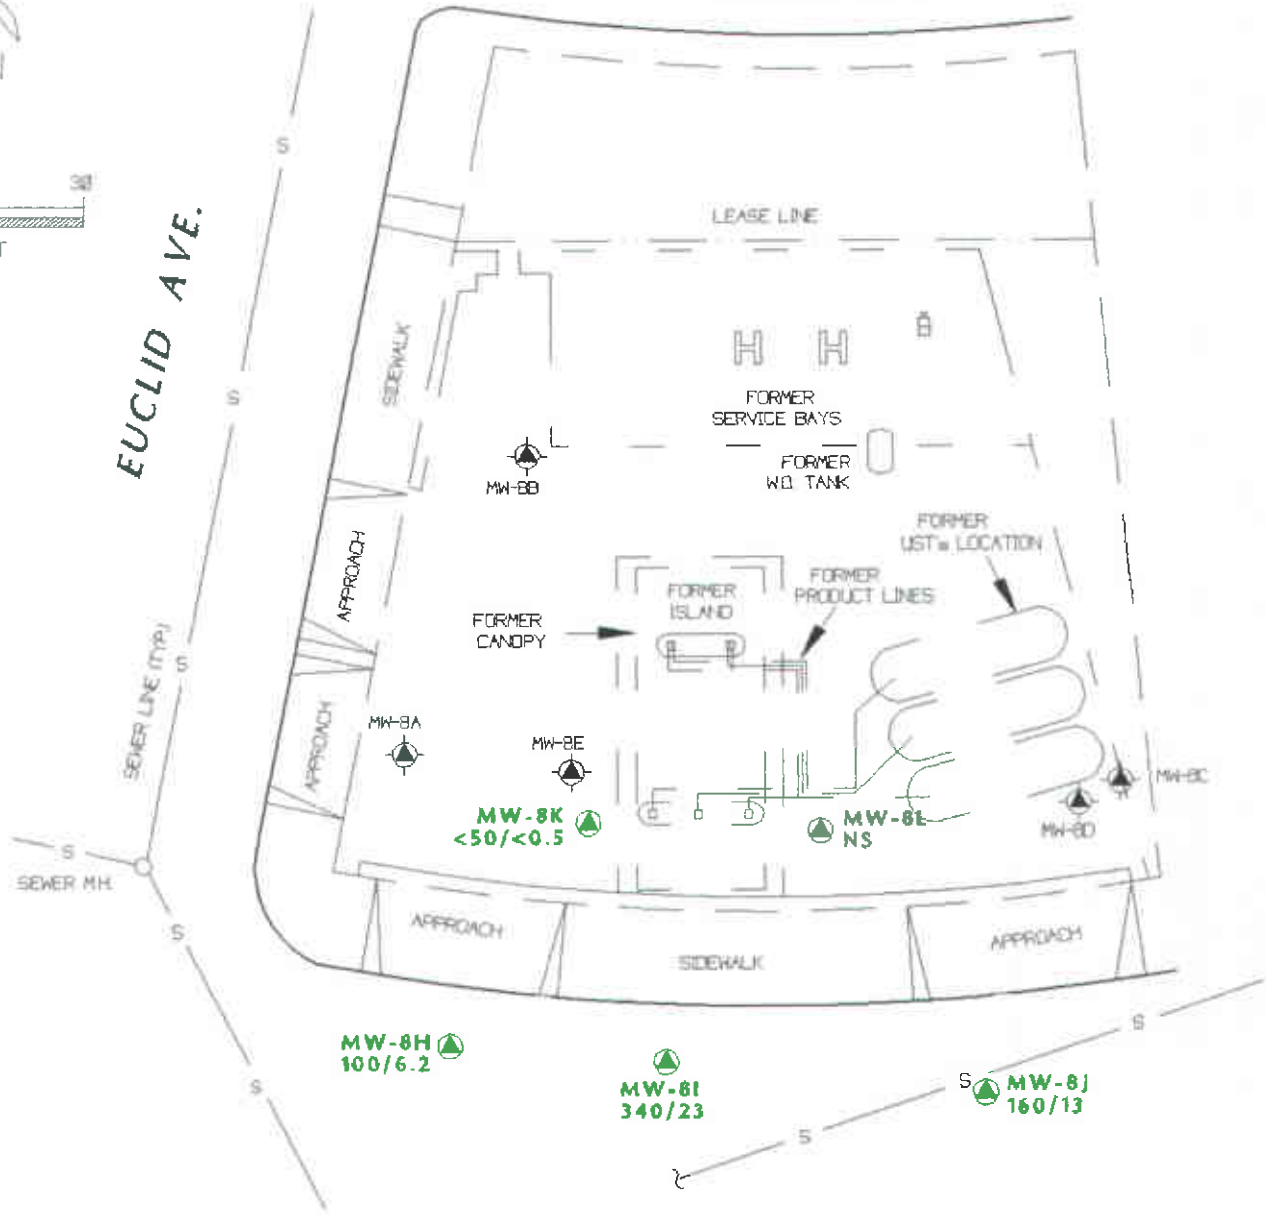 LEASE LINE
EUCLID AVE.
S
S
SIDEWALK
FORMER
SERVICE BAYS
FORMER
W.O. TANK
MW-8B
FORMER
UST's LOCATION
APPROACH
FORMER
ISLAND
FORMER
PRODUCT LINES
FORMER
CANOPY
SEWER LINE (TYP.)
S
APPROACH
MW-8A
MW-8E
MW-8C
MW-8D
MW-8K
<50/<0.5
MW-8L
NS
S
SEWER MH.
S
APPROACH
SIDEWALK
APPROACH
S
S
MW-8H
100/6.2
MW-8I
340/23
S
MW-8J
160/13
S